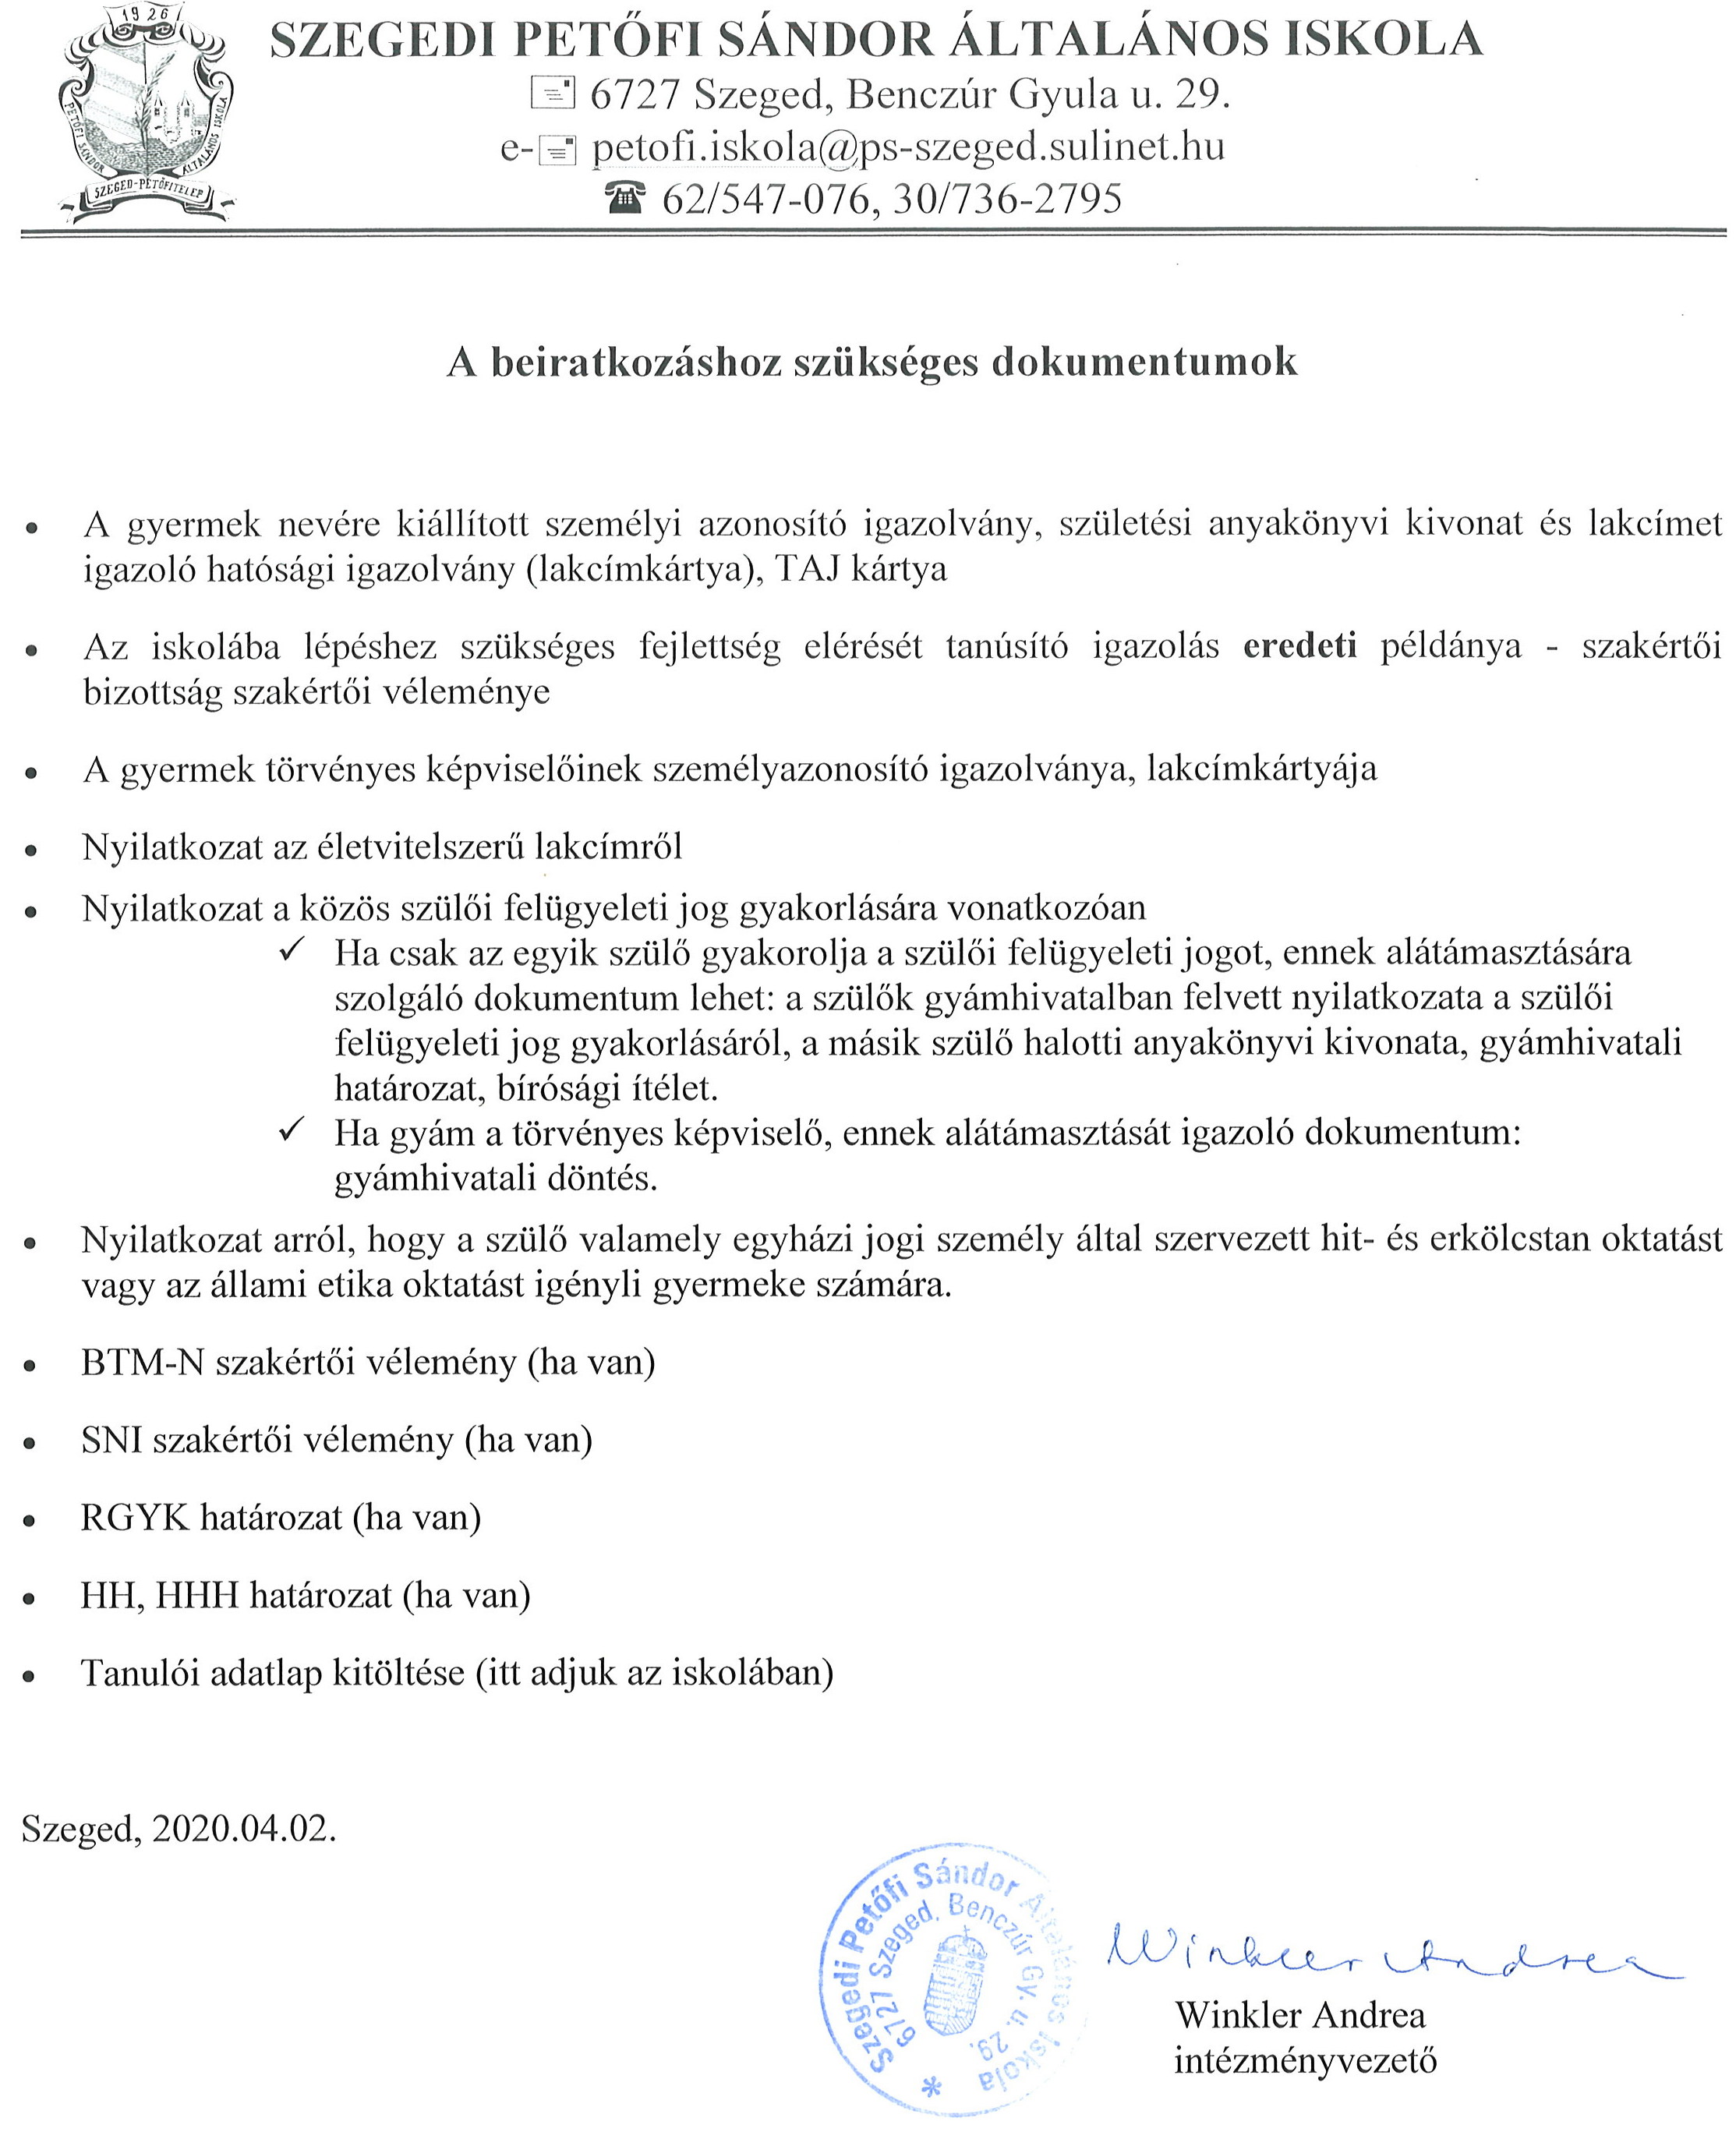 1926
PETŐFI SÁNDOR ÁLTALÁNOS ISKOLA
SZEGED-PETŐFITELEP
SZEGEDI PETŐFI SÁNDOR ÁLTALÁNOS ISKOLA
6727 Szeged, Benczúr Gyula u. 29.
e- petofi.iskola@ps-szeged.sulinet.hu
62/547-076, 30/736-2795
A beiratkozáshoz szükséges dokumentumok
• A gyermek nevére kiállított személyi azonosító igazolvány, születési anyakönyvi kivonat és lakcímet
igazoló hatósági igazolvány (lakcímkártya), TAJ kártya
• Az iskolába lépéshez szükséges fejlettség elérését tanúsító igazolás eredeti példánya - szakértői
bizottság szakértői véleménye
• A gyermek törvényes képviselőinek személyazonosító igazolványa, lakcímkártyája
• Nyilatkozat az életvitelszerű lakcímről
• Nyilatkozat a közös szülői felügyeleti jog gyakorlására vonatkozóan
✓ Ha csak az egyik szülő gyakorolja a szülői felügyeleti jogot, ennek alátámasztására
szolgáló dokumentum lehet: a szülők gyámhivatalban felvett nyilatkozata a szülői
felügyeleti jog gyakorlásáról, a másik szülő halotti anyakönyvi kivonata, gyámhivatali
határozat, bírósági ítélet.
✓ Ha gyám a törvényes képviselő, ennek alátámasztását igazoló dokumentum:
gyámhivatali döntés.
• Nyilatkozat arról, hogy a szülő valamely egyházi jogi személy által szervezett hit- és erkölcstan oktatást
vagy az állami etika oktatást igényli gyermeke számára.
• BTM-N szakértői vélemény (ha van)
• SNI szakértői vélemény (ha van)
• RGYK határozat (ha van)
• HH, HHH határozat (ha van)
• Tanulói adatlap kitöltése (itt adjuk az iskolában)
Szeged, 2020.04.02.
Szegedi Petőfi Sándor Általános Iskola
6727 Szeged, Benczúr Gy. u. 29.
*
Winkler Andrea
Winkler Andrea
intézményvezető